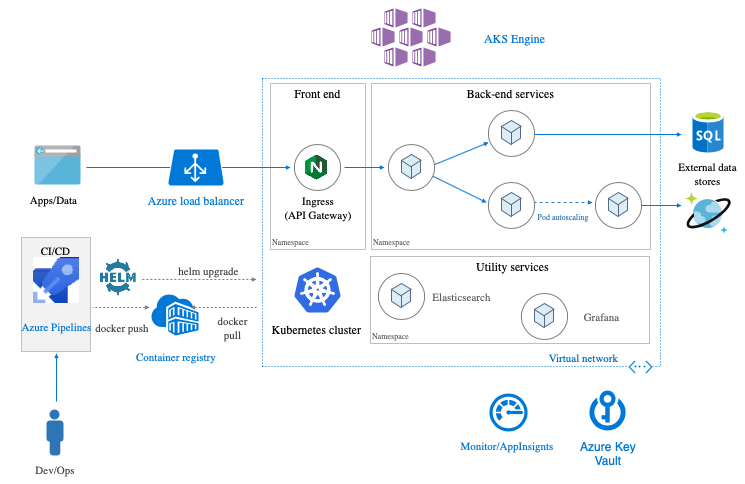 AKS Engine
Front end
Back-end services
SQL
Apps/Data
Azure load balancer
Ingress
(API Gateway)
Pod autoscaling
External data
stores
Namespace
Namespace
CI/CD
HELM
helm upgrade
Azure Pipelines
docker push
docker
pull
Container registry
Kubernetes cluster
Utility services
Elasticsearch
Grafana
Namespace
Virtual network
Dev/Ops
Monitor/AppInsignts
Azure Key
Vault